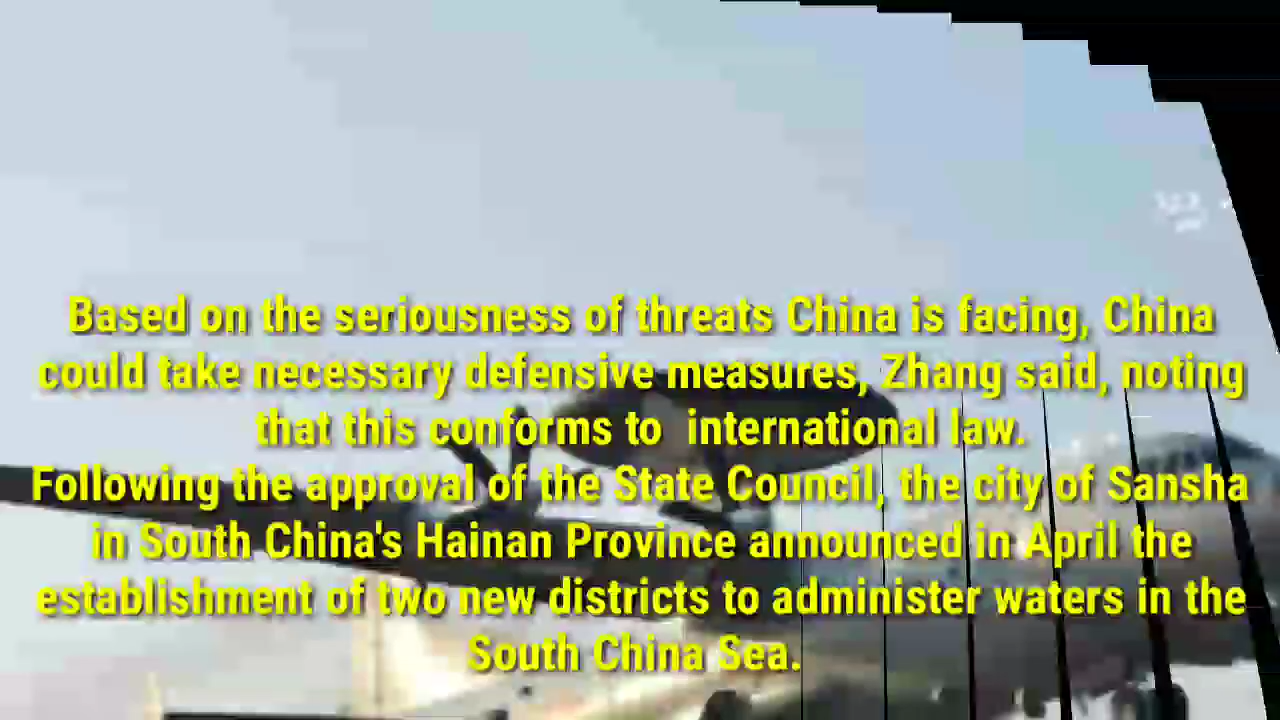 Based on the seriousness of threats China is facing, China
could take necessary defensive measures, Zhang said, noting
that this conforms to  international law.
Following the approval of the State Council, the city of Sansha
in South China's Hainan Province announced in April the
establishment of two new districts to administer waters in the
South China Sea.